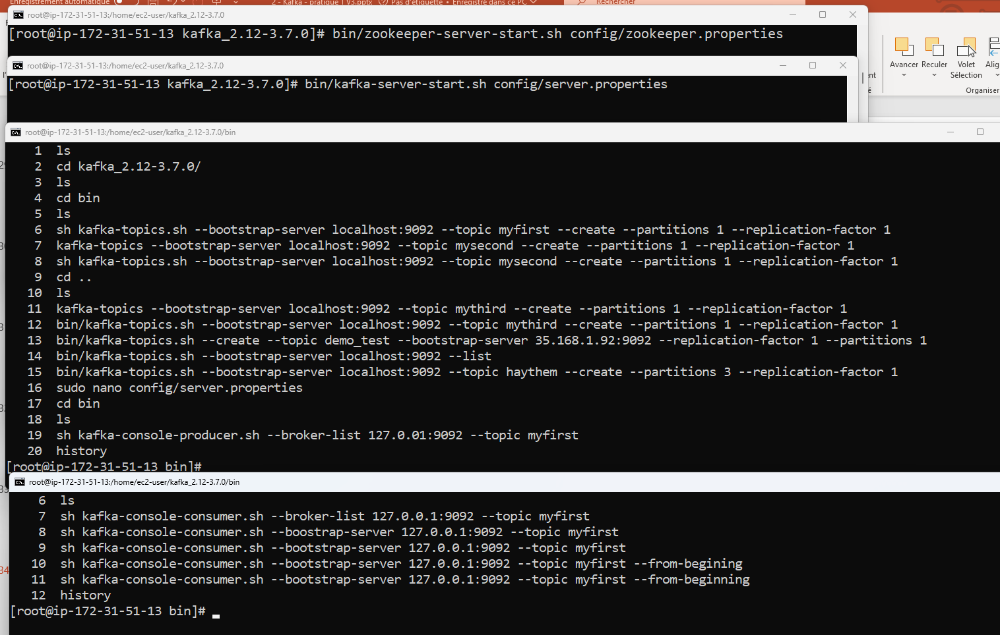 Enregistrement automatique
2 - Kafka - pratique | V3.pptx
Pas d'étiquette • Enregistré dans ce PC
Rechercher
root@ip-172-31-51-13:/home/ec2-user/kafka_2.12-3.7.0
[root@ip-172-31-51-13 kafka_2.12-3.7.0]# bin/zookeeper-server-start.sh config/zookeeper.properties
Avancer Reculer Volet Sélection
Organiser
root@ip-172-31-51-13:/home/ec2-user/kafka_2.12-3.7.0
[root@ip-172-31-51-13 kafka_2.12-3.7.0]# bin/kafka-server-start.sh config/server.properties
root@ip-172-31-51-13:/home/ec2-user/kafka_2.12-3.7.0/bin
1 ls
2 cd kafka_2.12-3.7.0/
3 ls
4 cd bin
5 ls
6 sh kafka-topics.sh --bootstrap-server localhost:9092 --topic myfirst --create --partitions 1 --replication-factor 1
7 kafka-topics --bootstrap-server localhost:9092 --topic mysecond --create --partitions 1 --replication-factor 1
8 sh kafka-topics.sh --bootstrap-server localhost:9092 --topic mysecond --create --partitions 1 --replication-factor 1
9 cd ..
10 ls
11 kafka-topics --bootstrap-server localhost:9092 --topic mythird --create --partitions 1 --replication-factor 1
12 bin/kafka-topics.sh --bootstrap-server localhost:9092 --topic mythird --create --partitions 1 --replication-factor 1
13 bin/kafka-topics.sh --create --topic demo_test --bootstrap-server 35.168.1.92:9092 --replication-factor 1 --partitions 1
14 bin/kafka-topics.sh --bootstrap-server localhost:9092 --list
15 bin/kafka-topics.sh --bootstrap-server localhost:9092 --topic haythem --create --partitions 3 --replication-factor 1
16 sudo nano config/server.properties
17 cd bin
18 ls
19 sh kafka-console-producer.sh --broker-list 127.0.01:9092 --topic myfirst
20 history
[root@ip-172-31-51-13 bin]#
root@ip-172-31-51-13:/home/ec2-user/kafka_2.12-3.7.0/bin
6 ls
7 sh kafka-console-consumer.sh --broker-list 127.0.0.1:9092 --topic myfirst
8 sh kafka-console-consumer.sh --boostrap-server 127.0.0.1:9092 --topic myfirst
9 sh kafka-console-consumer.sh --bootstrap-server 127.0.0.1:9092 --topic myfirst
10 sh kafka-console-consumer.sh --bootstrap-server 127.0.0.1:9092 --topic myfirst --from-begining
11 sh kafka-console-consumer.sh --bootstrap-server 127.0.0.1:9092 --topic myfirst --from-beginning
12 history
[root@ip-172-31-51-13 bin]#
34